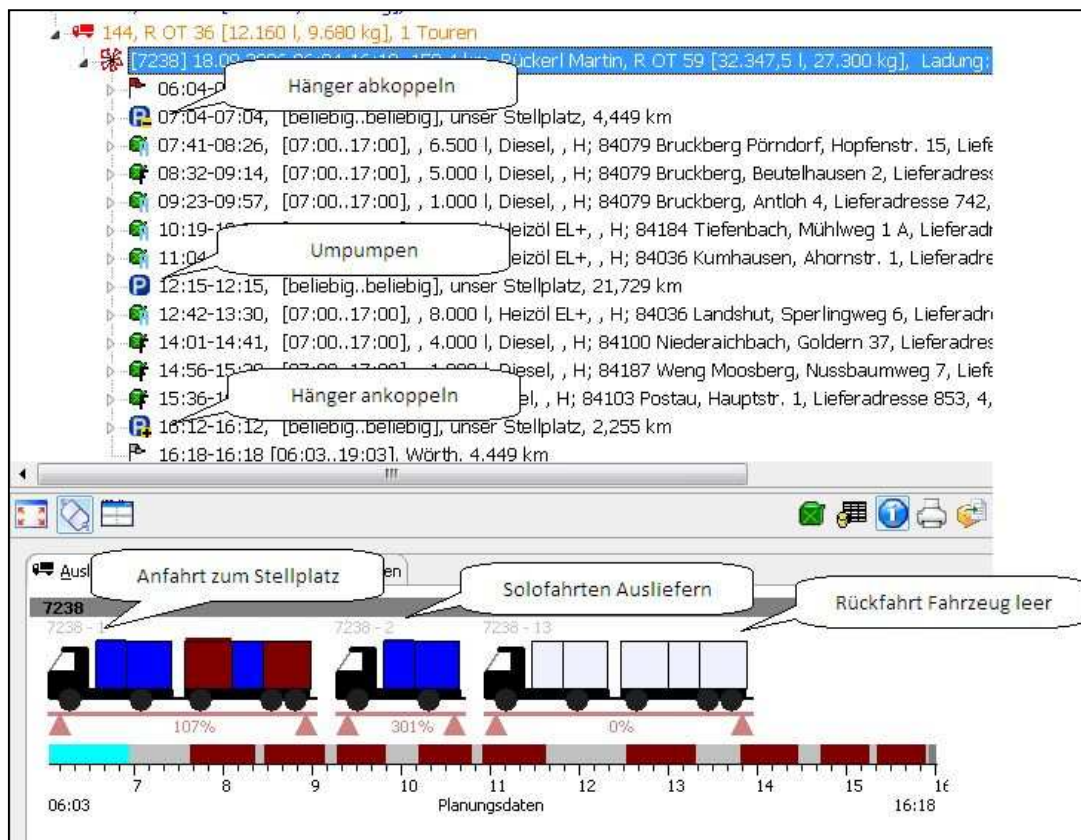 144, R OT 36 [12.160 l, 9.680 kg], 1 Touren
[7238] 18.09.2006 Rückerl Martin, R OT 59 [32.347,5 l, 27.300 kg], Ladung:
06:04-0
Hänger abkoppeln
07:04-07:04, [beliebig..beliebig], unser Stellplatz, 4,449 km
07:41-08:26, [07:00..17:00], , 6.500 l, Diesel, , H; 84079 Bruckberg Pörndorf, Hopfenstr. 15, Liefe
08:32-09:14, [07:00..17:00], , 5.000 l, Diesel, , H; 84079 Bruckberg, Beutelhausen 2, Lieferadress
09:23-09:57, [07:00..17:00], , 1.000 l, Diesel, , H; 84079 Bruckberg, Antloh 4, Lieferadresse 742,
10:19- Heizöl EL+, , H; 84184 Tiefenbach, Mühlweg 1 A, Lieferadr
Umpumpen
11:04 Heizöl EL+, , H; 84036 Kumhausen, Ahornstr. 1, Lieferadre
12:15-12:15, [beliebig..beliebig], unser Stellplatz, 21,729 km
12:42-13:30, [07:00..17:00], , 8.000 l, Heizöl EL+, , H; 84036 Landshut, Sperlingweg 6, Lieferadr
14:01-14:41, [07:00..17:00], , 4.000 l, Diesel, , H; 84100 Niederaichbach, Goldern 37, Lieferadres
14:56- Diesel, , H; 84187 Weng Moosberg, Nussbaumweg 7, Liefe
Hänger ankoppeln
15:36-1 el, , H; 84103 Postau, Hauptstr. 1, Lieferadresse 853, 4,
16:12-16:12, [beliebig..beliebig], unser Stellplatz, 2,255 km
16:18-16:18 [06:03..19:03], Wörth, 4,449 km
Ausl en
Anfahrt zum Stellplatz
Solofahrten Ausliefern
Rückfahrt Fahrzeug leer
7238
7238 - 1 7238 - 2 7238 - 13
107% 301% 0%
7 8 9 10 11 12 13 14 15 16
06:03 Planungsdaten 16:18